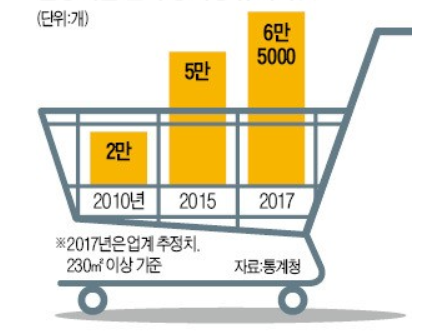 (단위:개)
6만
5000
5만
2만
2010년 2015 2017
※2017년은 업계 추정치.
230㎡ 이상 기준 자료:통계청